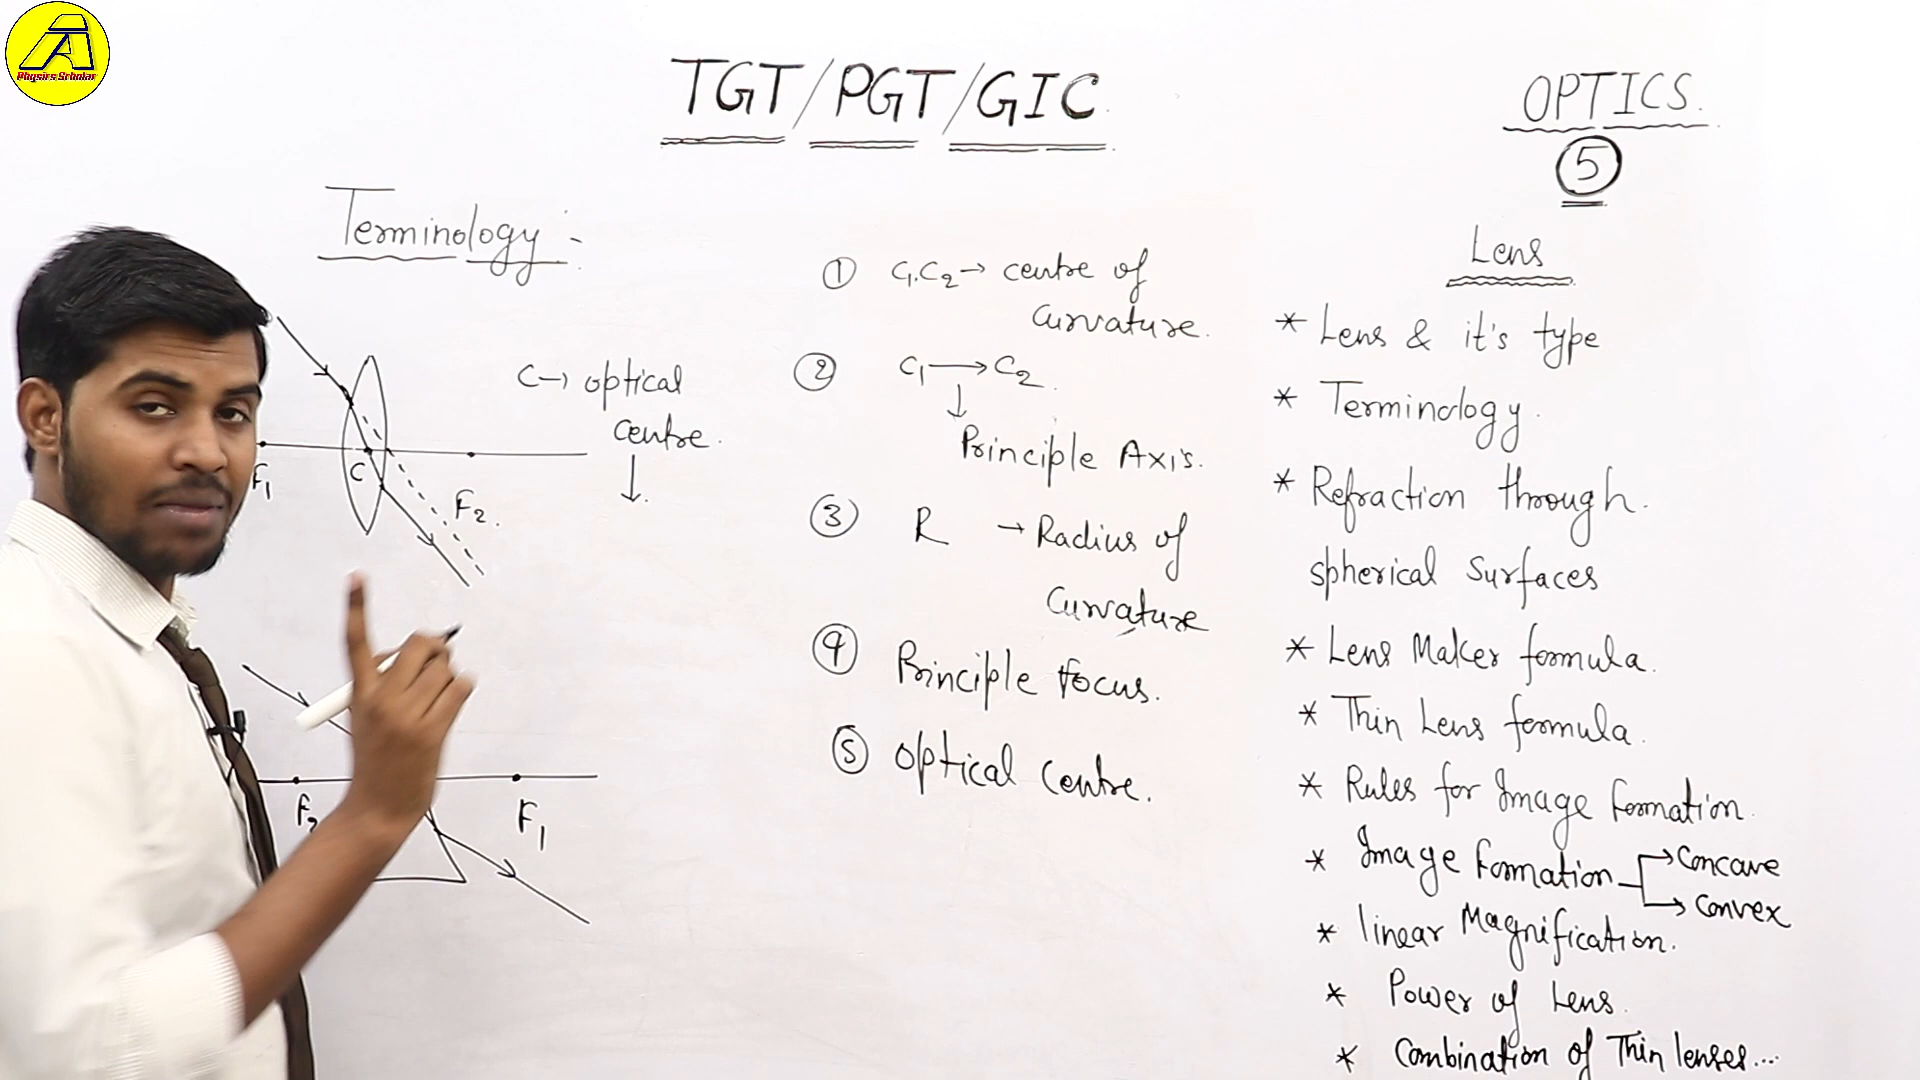 A
Physics Scholar
TGT/PGT/GIC
OPTICS.
5
Terminology :-
C→ optical
centre.
↓
F1
C
F2.
F2
F1
① C1,C2→ centre of
Curvature.
② C1→C2.
↓
Principle Axis.
③ R → Radius of
Curvature
④ Principle focus.
⑤ optical centre.
Lens
* Lens & it's type
* Terminology.
* Refraction through.
spherical surfaces
* Lens Maker formula.
* Thin Lens formula.
* Rules for Image formation.
* Image formation → Concave
→ Convex
* linear Magnification.
* Power of Lens.
* Combination of Thin lenses...